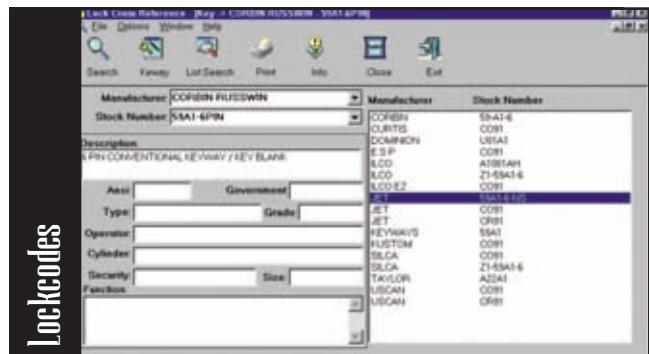 Lockcodes
Lock Cross Reference - [Key -> CORBIN RUSSWIN - 59A1-6PIN]
File Options Window Help
Search Keway List Search Print Info Close Exit
Manufacturer CORBIN RUSSWIN
Stock Number 59A1-6PIN
Description
6 PIN CONVENTIONAL KEYWAY / KEY BLANK
Ansi Government
Type Grade
Operator
Cylinder
Security Size
Function
Manufacturer Stock Number
CORBIN 59-A1-6
CURTIS CO91
DOMINION U01A1
E S P CO91
ILCO A1001AH
ILCO Z1-59A1-6
ILCO EZ CO91
JET 59A1-6-NS
JET CO91
JET CR91
KEYWAYS 59A1
KUSTOM CO91
SILCA CO91
SILCA Z1-59A1-6
TAYLOR A22A1
USCAN CO91
USCAN CR91